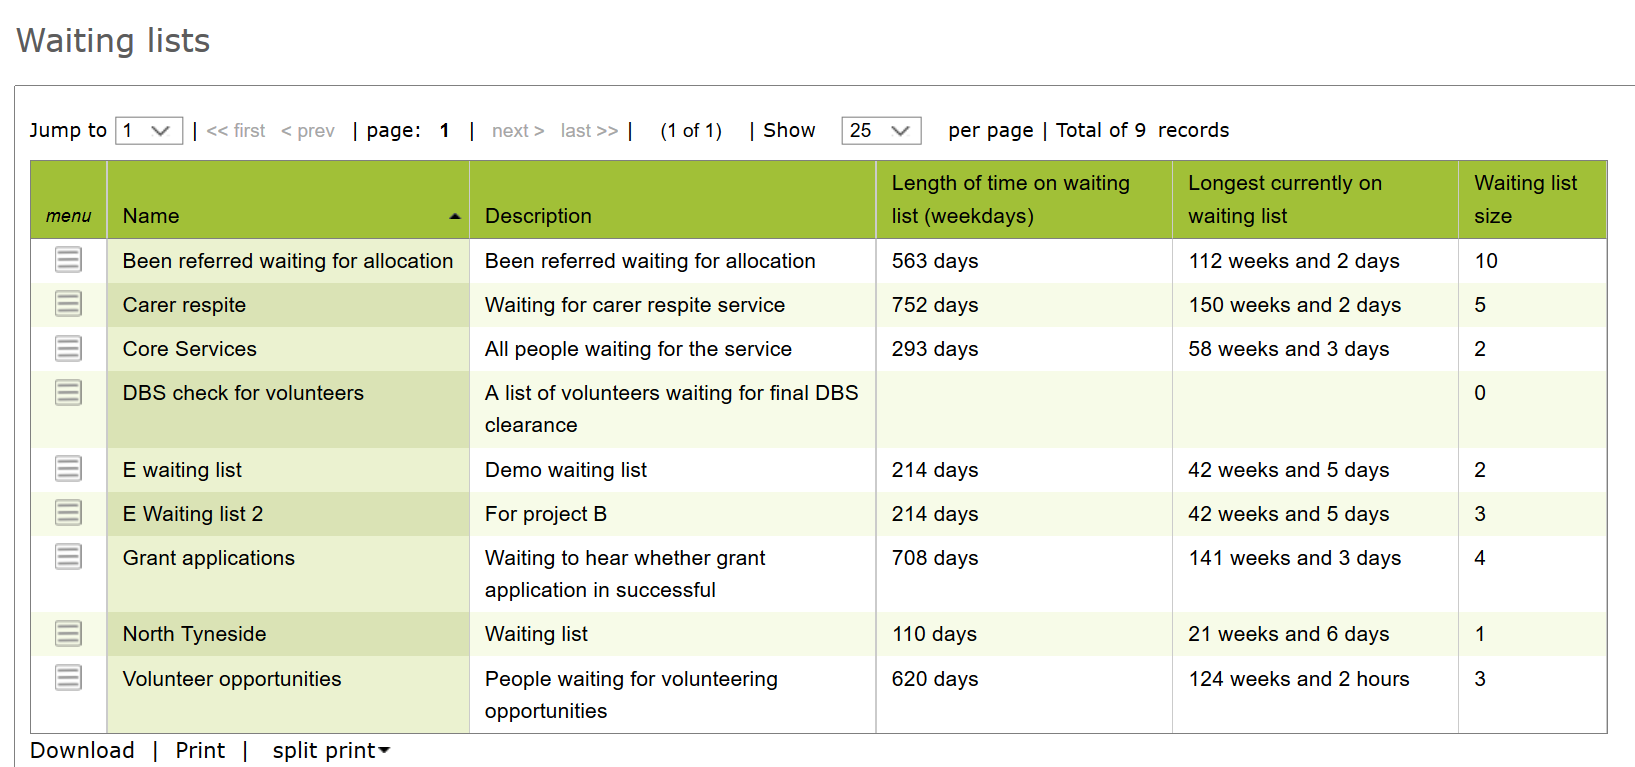 Waiting lists
Jump to 1 | << first < prev | page: 1 | next > last >> | (1 of 1) | Show 25 per page | Total of 9 records
menu Name Description Length of time on waiting list (weekdays) Longest currently on waiting list Waiting list size
Been referred waiting for allocation Been referred waiting for allocation 563 days 112 weeks and 2 days 10
Carer respite Waiting for carer respite service 752 days 150 weeks and 2 days 5
Core Services All people waiting for the service 293 days 58 weeks and 3 days 2
DBS check for volunteers A list of volunteers waiting for final DBS clearance 0
E waiting list Demo waiting list 214 days 42 weeks and 5 days 2
E Waiting list 2 For project B 214 days 42 weeks and 5 days 3
Grant applications Waiting to hear whether grant application in successful 708 days 141 weeks and 3 days 4
North Tyneside Waiting list 110 days 21 weeks and 6 days 1
Volunteer opportunities People waiting for volunteering opportunities 620 days 124 weeks and 2 hours 3
Download | Print | split print